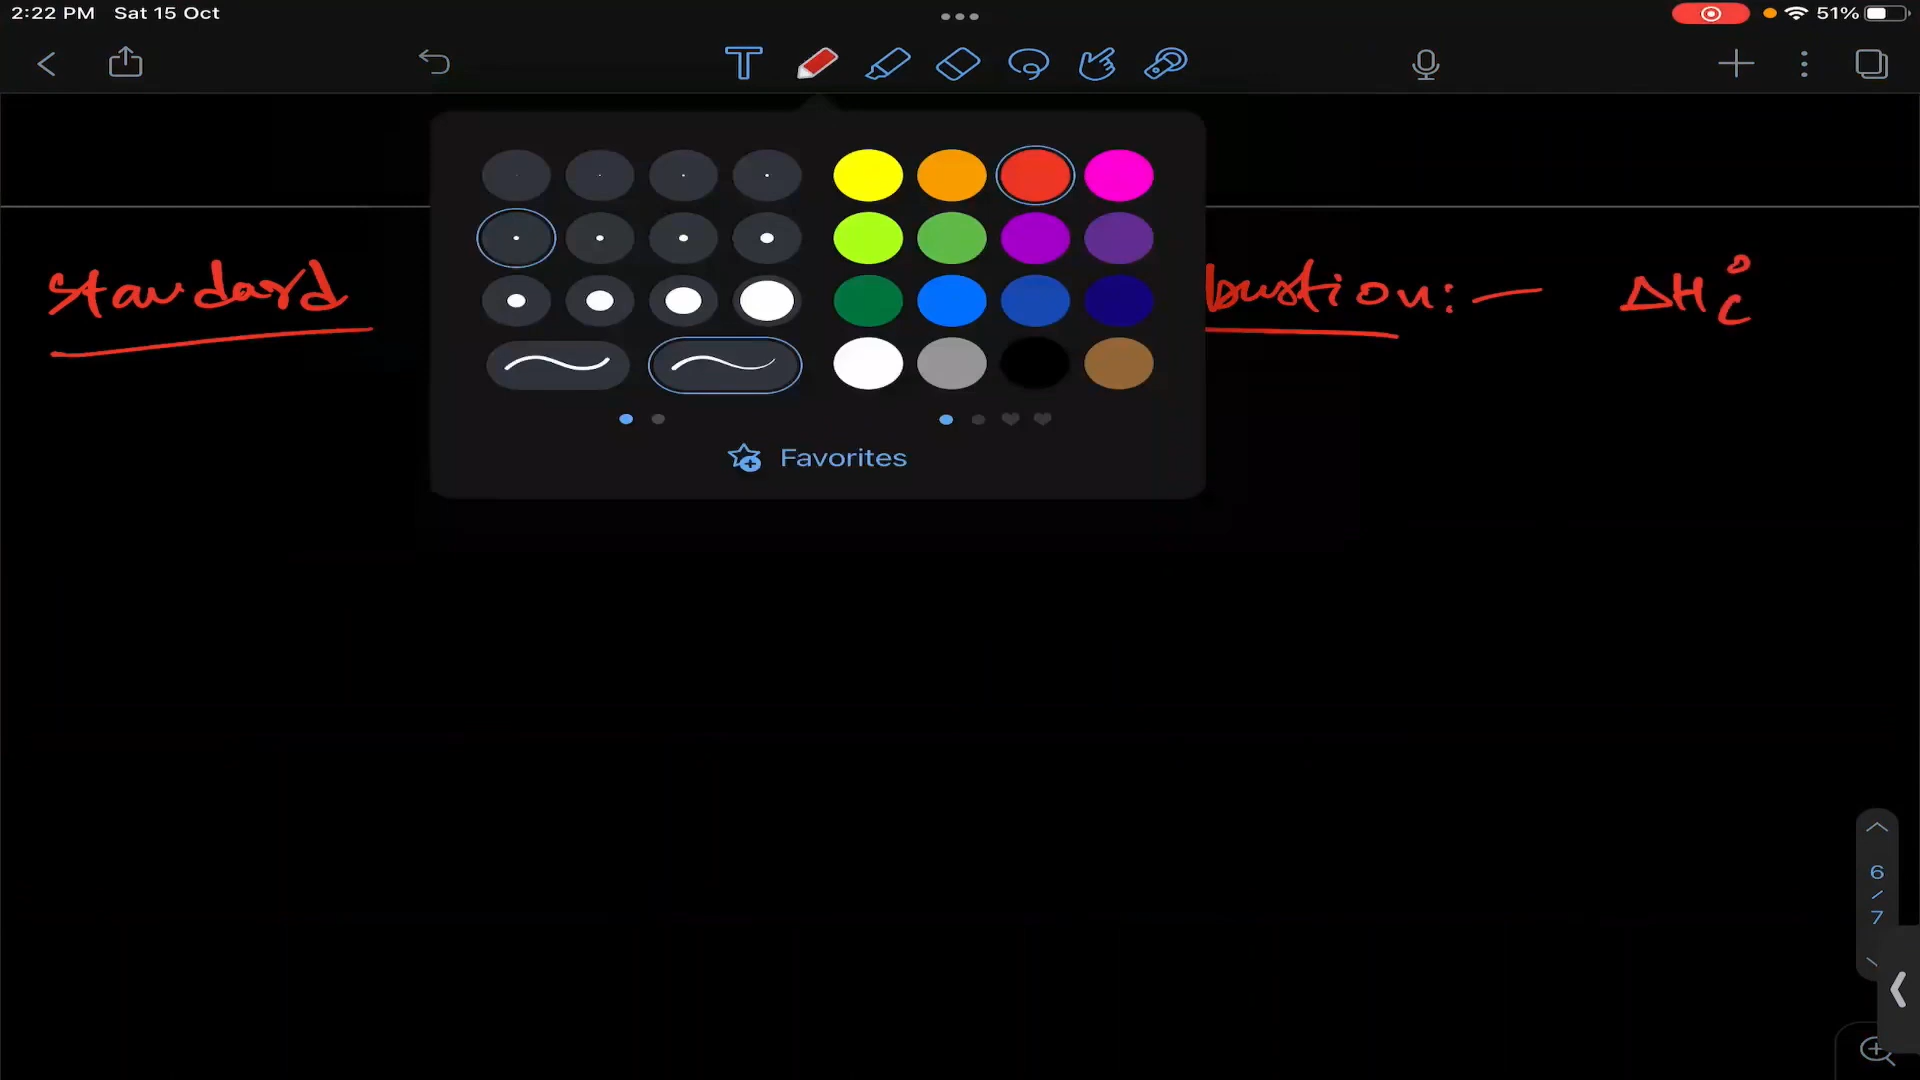 2:22 PM Sat 15 Oct
51%
T
standard bustion:— ΔH°c
Favorites
6
/
7